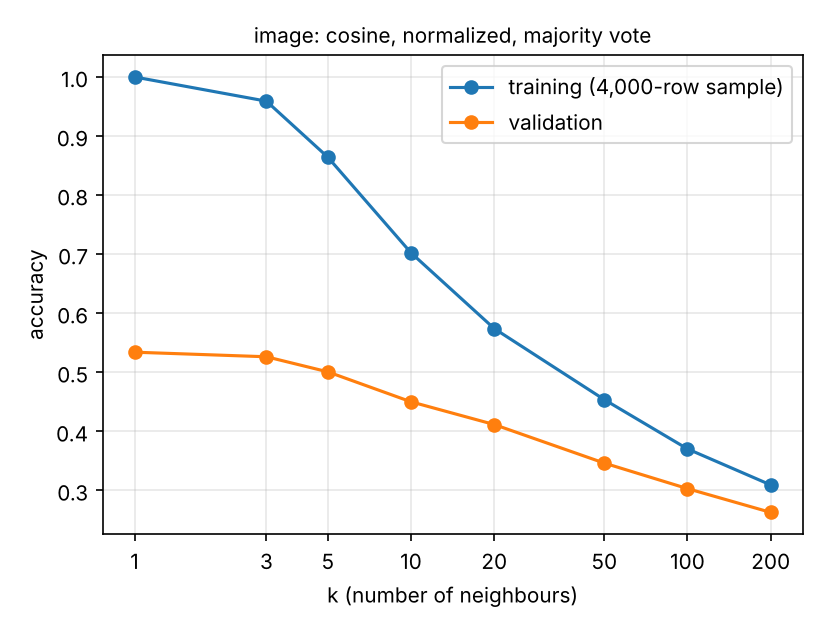 image: cosine, normalized, majority vote
training (4,000-row sample)
validation
accuracy
1.0
0.9
0.8
0.7
0.6
0.5
0.4
0.3
1 3 5 10 20 50 100 200
k (number of neighbours)